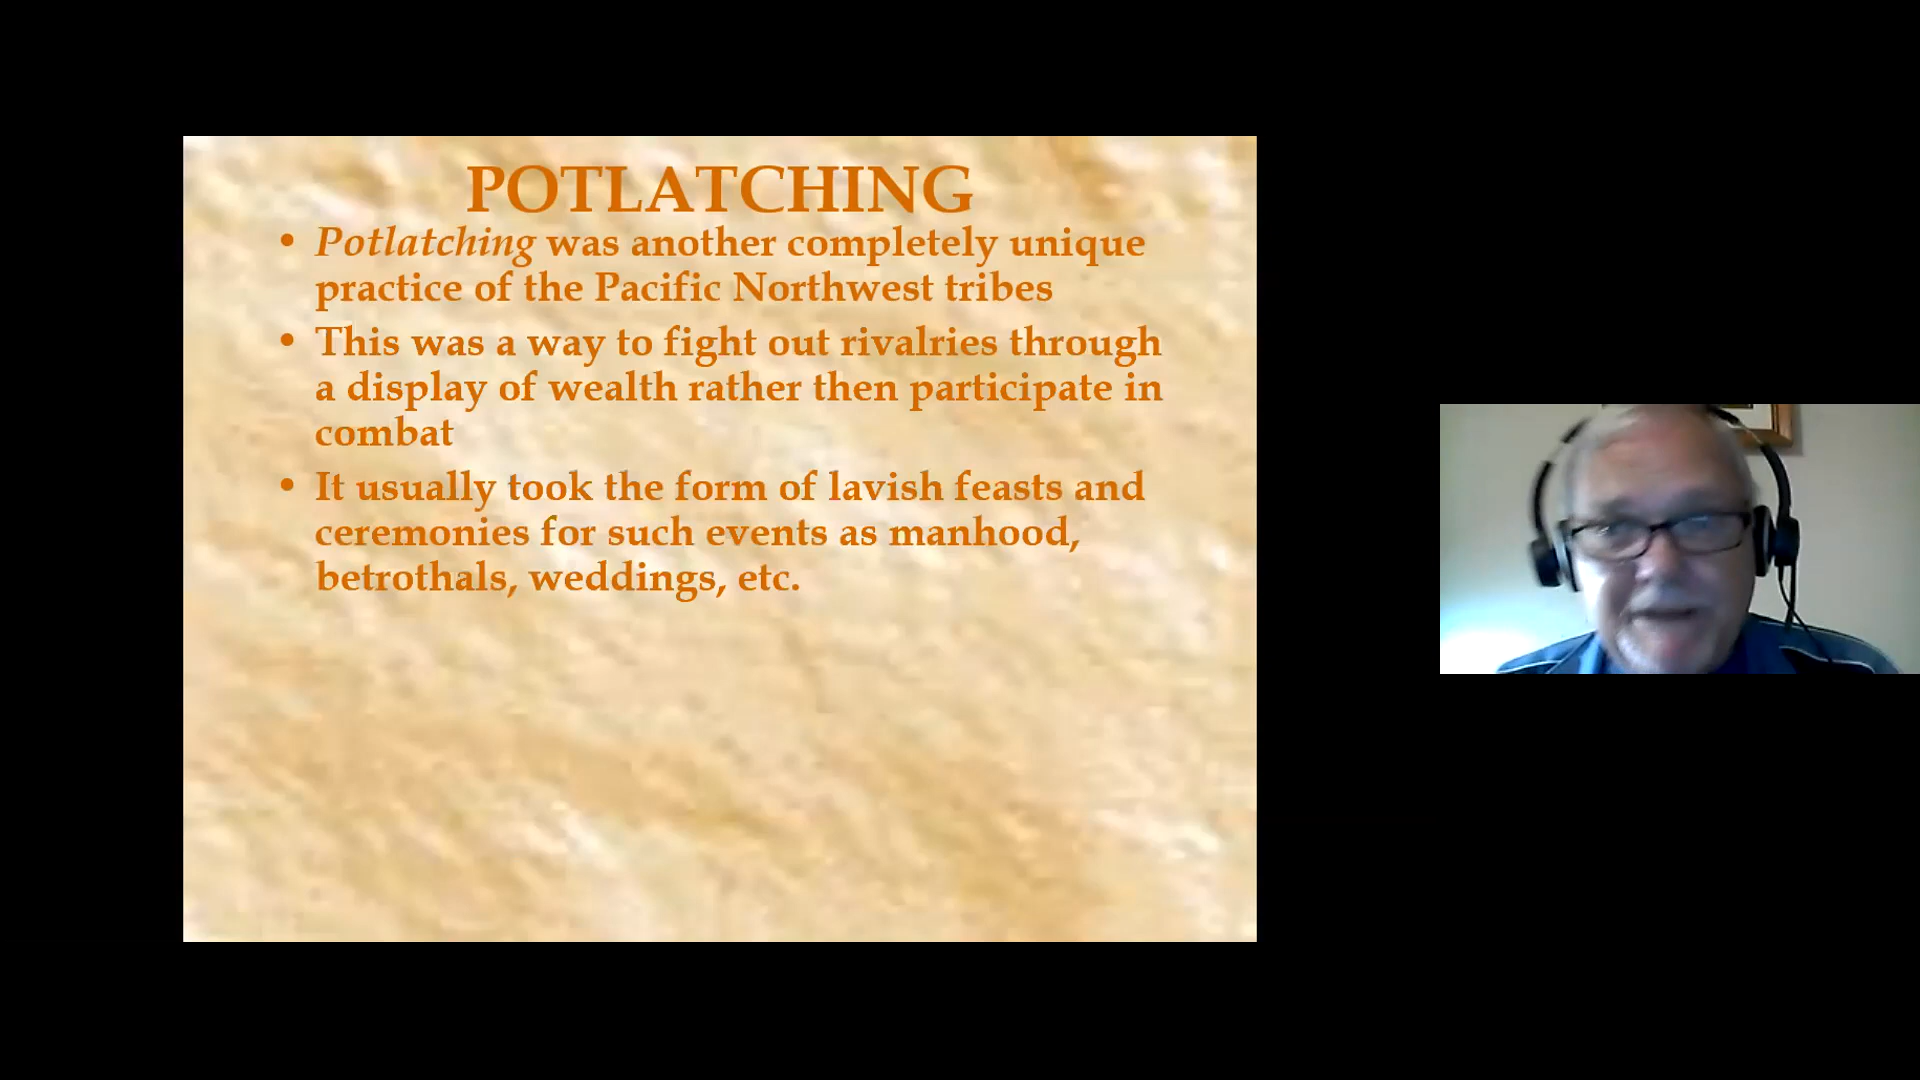 POTLATCHING
• Potlatching was another completely unique
practice of the Pacific Northwest tribes
• This was a way to fight out rivalries through
a display of wealth rather then participate in
combat
• It usually took the form of lavish feasts and
ceremonies for such events as manhood,
betrothals, weddings, etc.